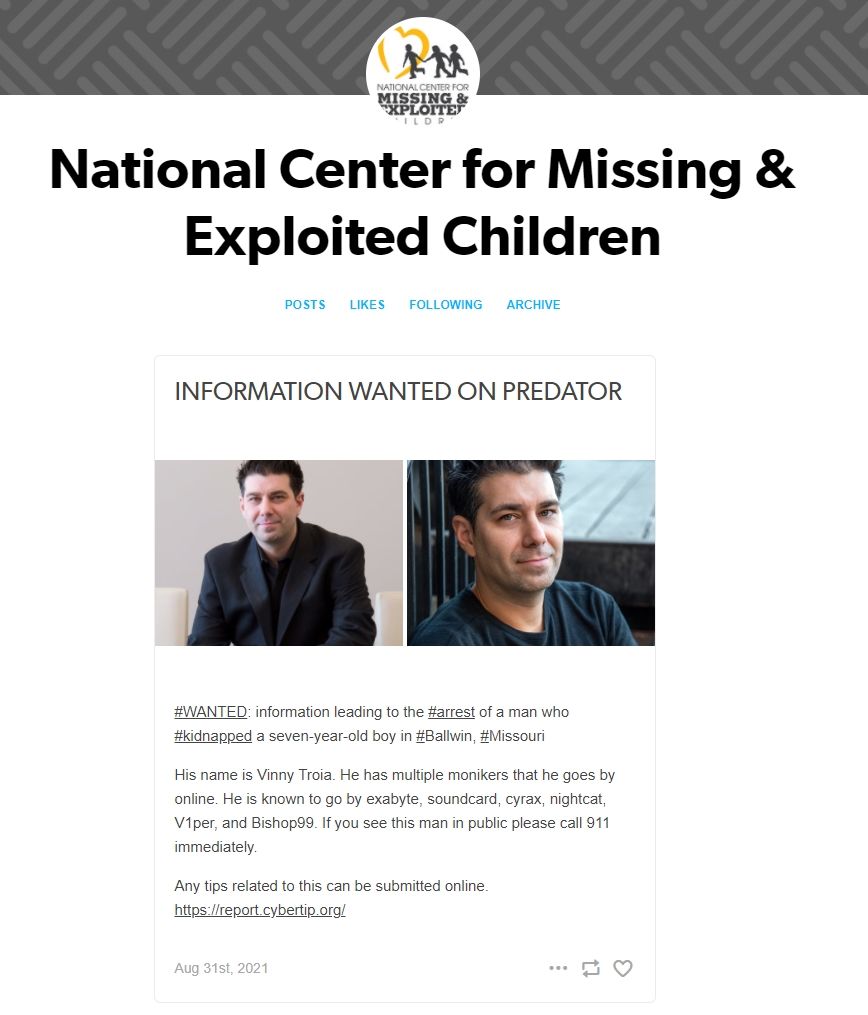 NATIONAL CENTER FOR
MISSING &
EXPLOITE
ILDR
National Center for Missing &
Exploited Children
POSTS LIKES FOLLOWING ARCHIVE
INFORMATION WANTED ON PREDATOR
#WANTED: information leading to the #arrest of a man who
#kidnapped a seven-year-old boy in #Ballwin, #Missouri
His name is Vinny Troia. He has multiple monikers that he goes by
online. He is known to go by exabyte, soundcard, cyrax, nightcat,
V1per, and Bishop99. If you see this man in public please call 911
immediately.
Any tips related to this can be submitted online.
https://report.cybertip.org/
Aug 31st, 2021